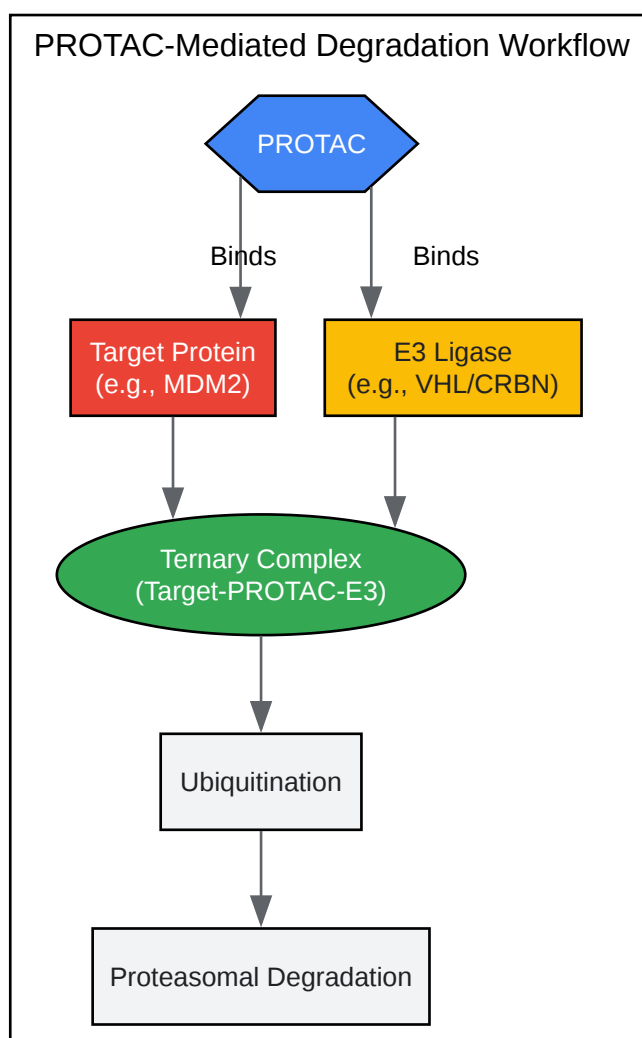 PROTAC-Mediated Degradation Workflow
PROTAC
Binds
Binds
Target Protein
(e.g., MDM2)
E3 Ligase
(e.g., VHL/CRBN)
Ternary Complex
(Target-PROTAC-E3)
Ubiquitination
Proteasomal Degradation